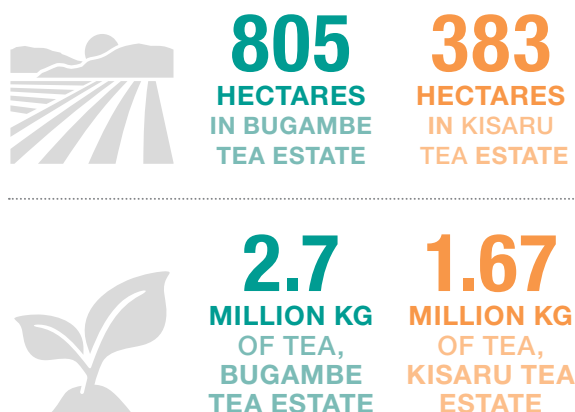 805
HECTARES
IN BUGAMBE
TEA ESTATE
383
HECTARES
IN KISARU
TEA ESTATE
2.7
MILLION KG
OF TEA,
BUGAMBE
TEA ESTATE
1.67
MILLION KG
OF TEA,
KISARU TEA
ESTATE